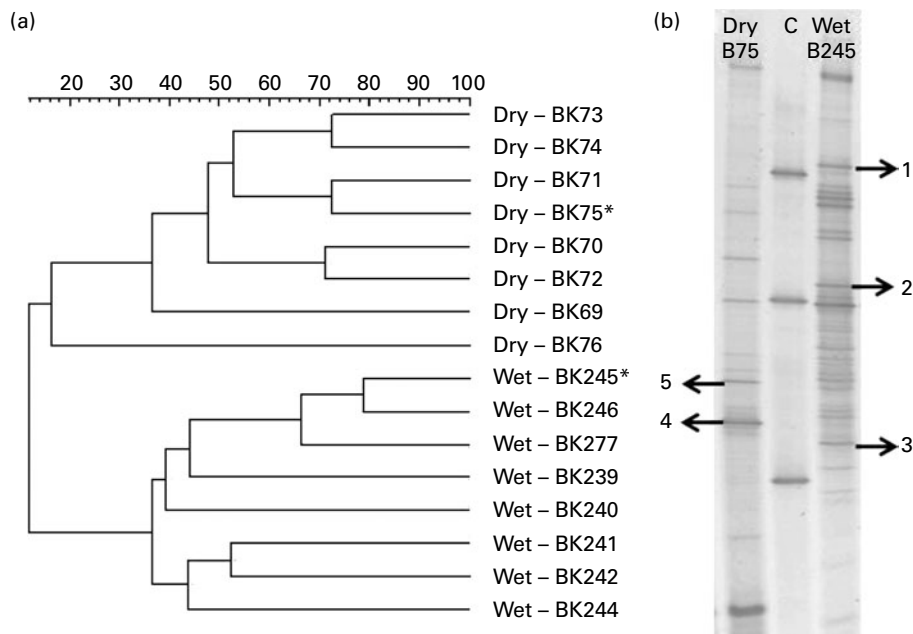 (a)
20 30 40 50 60 70 80 90 100
Dry – BK73
Dry – BK74
Dry – BK71
Dry – BK75*
Dry – BK70
Dry – BK72
Dry – BK69
Dry – BK76
Wet – BK245*
Wet – BK246
Wet – BK277
Wet – BK239
Wet – BK240
Wet – BK241
Wet – BK242
Wet – BK244
(b)
Dry C Wet
B75 B245
1
2
5
4
3